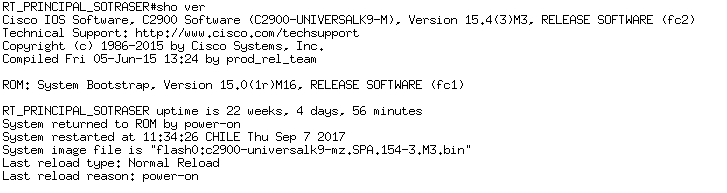 RT_PRINCIPAL_SOTRASER#sho ver
Cisco IOS Software, C2900 Software (C2900-UNIVERSALK9-M), Version 15.4(3)M3, RELEASE SOFTWARE (fc2)
Technical Support: http://www.cisco.com/techsupport
Copyright (c) 1986-2015 by Cisco Systems, Inc.
Compiled Fri 05-Jun-15 13:24 by prod_rel_team
ROM: System Bootstrap, Version 15.0(1r)M16, RELEASE SOFTWARE (fc1)
RT_PRINCIPAL_SOTRASER uptime is 22 weeks, 4 days, 56 minutes
System returned to ROM by power-on
System restarted at 11:34:26 CHILE Thu Sep 7 2017
System image file is "flash0:c2900-universalk9-mz.SPA.154-3.M3.bin"
Last reload type: Normal Reload
Last reload reason: power-on